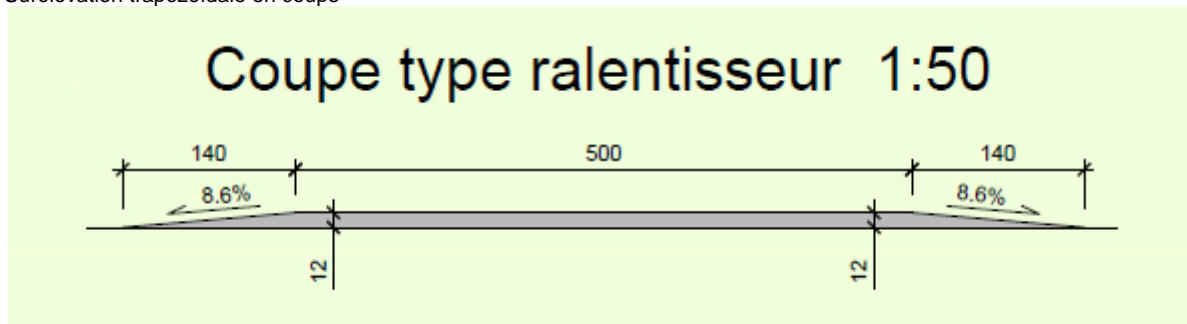 Surélévation trapézoïdale en coupe
Coupe type ralentisseur 1:50
140 500 140
8.6% 8.6%
12 12